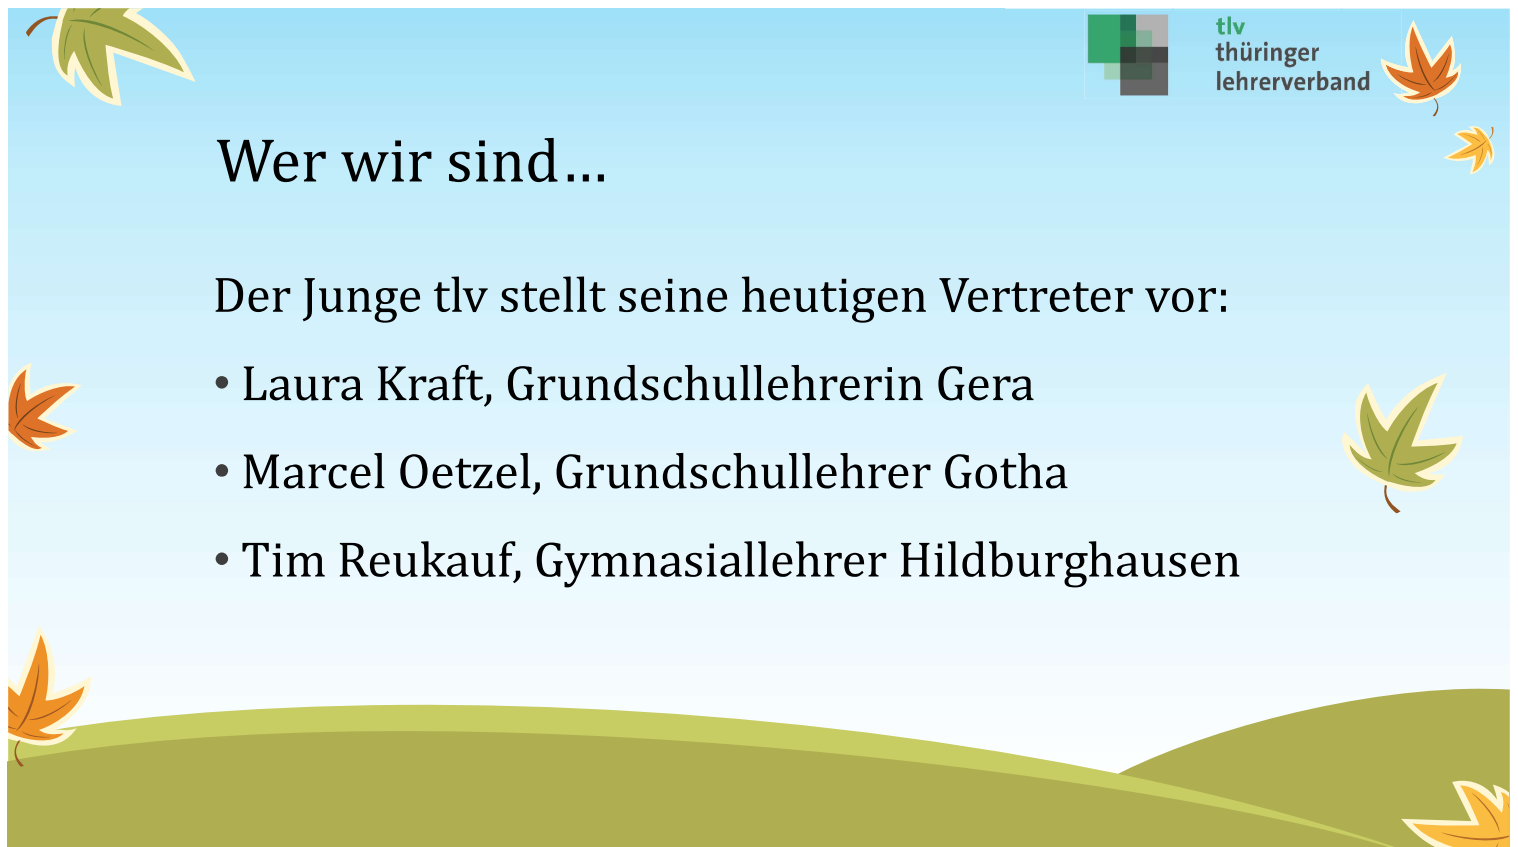 tlv
thüringer
lehrerverband
Wer wir sind…
Der Junge tlv stellt seine heutigen Vertreter vor:
• Laura Kraft, Grundschullehrerin Gera
• Marcel Oetzel, Grundschullehrer Gotha
• Tim Reukauf, Gymnasiallehrer Hildburghausen